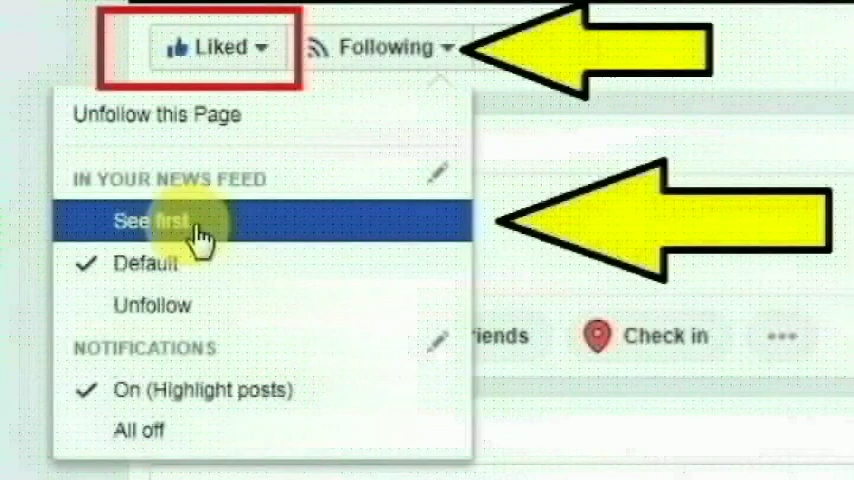 Liked Following
Unfollow this Page
IN YOUR NEWS FEED
See first
Default
Unfollow
riends Check in
NOTIFICATIONS
On (Highlight posts)
All off